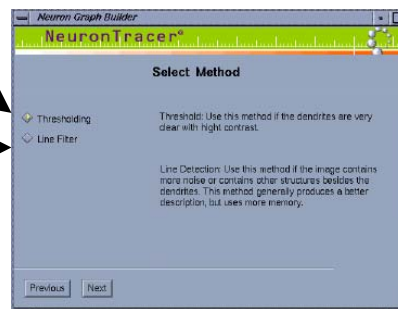 Neuron Graph Builder
NeuronTracer®
Select Method
Thresholding
Line Filter
Threshold: Use this method if the dendrites are very
clear with hight contrast.
Line Detection: Use this method if the image contains
more noise or contains other structures besides the
dendrites. This method generally produces a better
description, but uses more memory.
Previous
Next